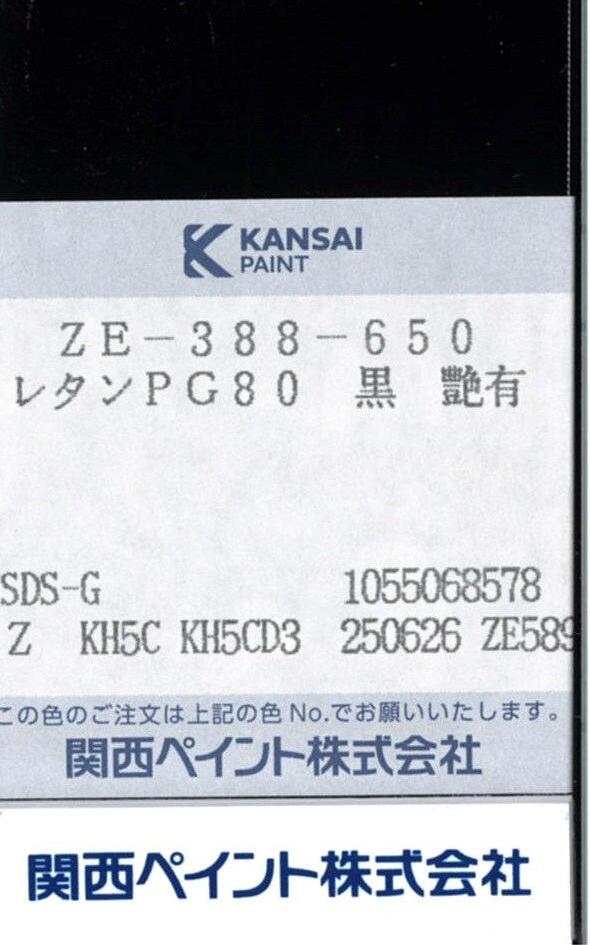 KANSAI
PAINT
ZE-388-650
レタンPG80 黒 艶有
SDS-G 1055068578
Z KH5C KH5CD3 250626 ZE589
この色のご注文は上記の色No.でお願いいたします。
関西ペイント株式会社
関西ペイント株式会社